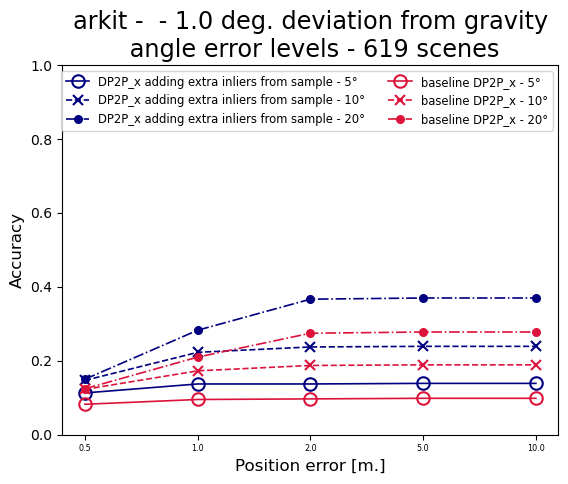 arkit -  - 1.0 deg. deviation from gravity
angle error levels - 619 scenes
DP2P_x adding extra inliers from sample - 5°
DP2P_x adding extra inliers from sample - 10°
DP2P_x adding extra inliers from sample - 20°
baseline DP2P_x - 5°
baseline DP2P_x - 10°
baseline DP2P_x - 20°
Accuracy
1.0
0.8
0.6
0.4
0.2
0.0
0.5 1.0 2.0 5.0 10.0
Position error [m.]